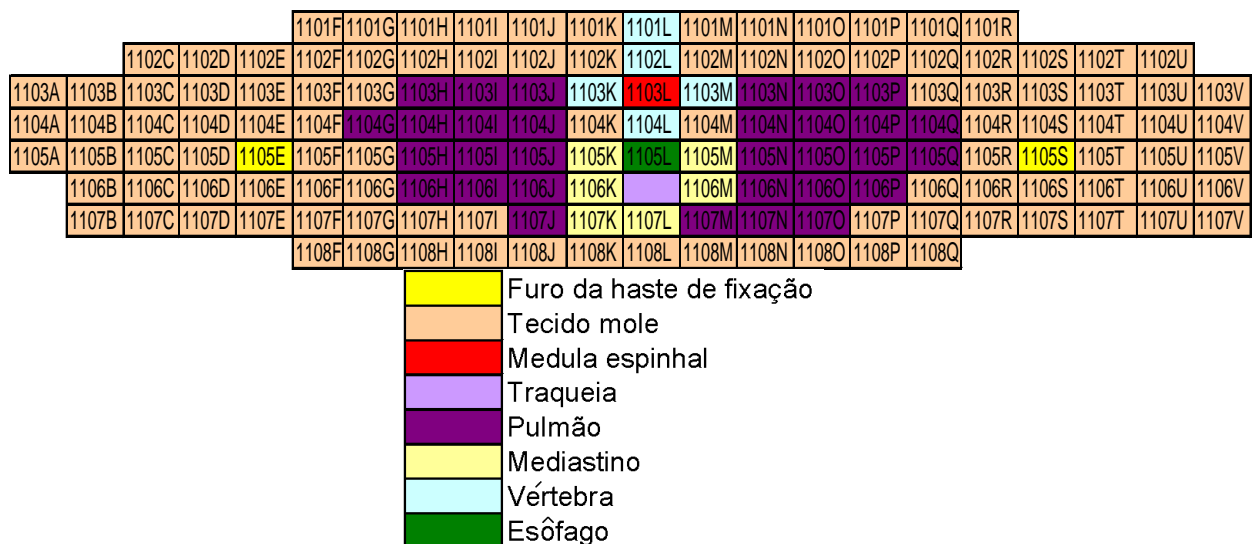 1101F 1101G 1101H 1101I 1101J 1101K 1101L 1101M 1101N 1101O 1101P 1101Q 1101R
1102C 1102D 1102E 1102F 1102G 1102H 1102I 1102J 1102K 1102L 1102M 1102N 1102O 1102P 1102Q 1102R 1102S 1102T 1102U
1103A 1103B 1103C 1103D 1103E 1103F 1103G 1103H 1103I 1103J 1103K 1103L 1103M 1103N 1103O 1103P 1103Q 1103R 1103S 1103T 1103U 1103V
1104A 1104B 1104C 1104D 1104E 1104F 1104G 1104H 1104I 1104J 1104K 1104L 1104M 1104N 1104O 1104P 1104Q 1104R 1104S 1104T 1104U 1104V
1105A 1105B 1105C 1105D 1105E 1105F 1105G 1105H 1105I 1105J 1105K 1105L 1105M 1105N 1105O 1105P 1105Q 1105R 1105S 1105T 1105U 1105V
1106B 1106C 1106D 1106E 1106F 1106G 1106H 1106I 1106J 1106K 1106M 1106N 1106O 1106P 1106Q 1106R 1106S 1106T 1106U 1106V
1107B 1107C 1107D 1107E 1107F 1107G 1107H 1107I 1107J 1107K 1107L 1107M 1107N 1107O 1107P 1107Q 1107R 1107S 1107T 1107U 1107V
1108F 1108G 1108H 1108I 1108J 1108K 1108L 1108M 1108N 1108O 1108P 1108Q
Furo da haste de fixação
Tecido mole
Medula espinhal
Traqueia
Pulmão
Mediastino
Vértebra
Esôfago